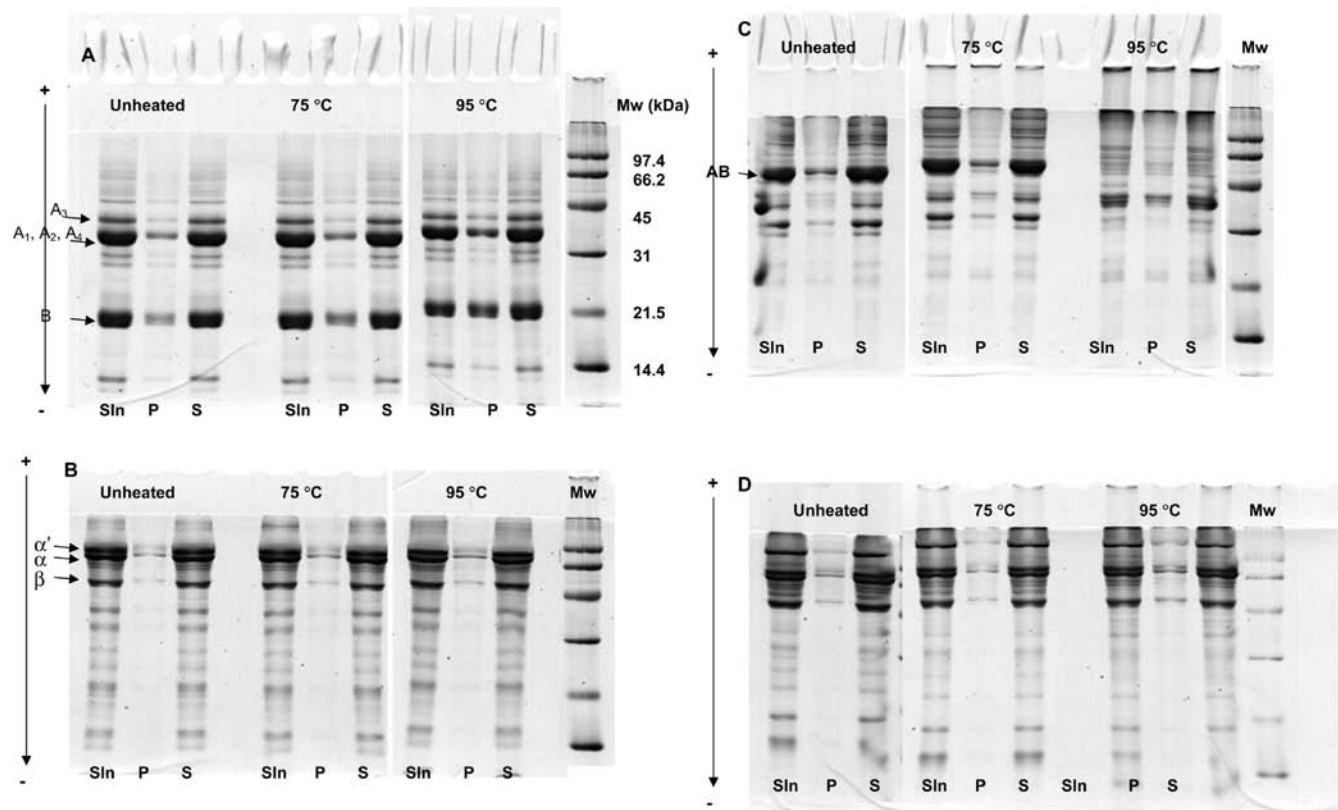 A
+
Unheated 75 °C 95 °C Mw (kDa)
97.4
66.2
A₃
45
A₁, A₂, A₄
31
B
21.5
14.4
-
Sln P S Sln P S Sln P S
C
+
Unheated 75 °C 95 °C Mw
AB
Sln P S Sln P S Sln P S
-
B
+
Unheated 75 °C 95 °C Mw
α'
α
β
Sln P S Sln P S Sln P S
-
D
+
Unheated 75 °C 95 °C Mw
Sln P S Sln P S Sln P S
-